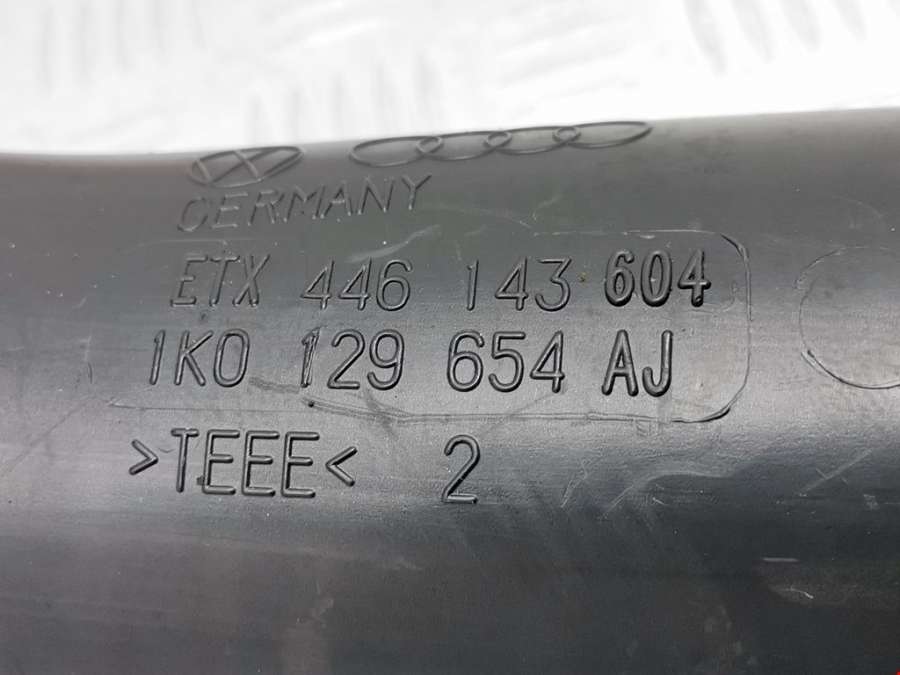 GERMANY
ETX 446 143 604
1K0 129 654 AJ
>TEEE< 2